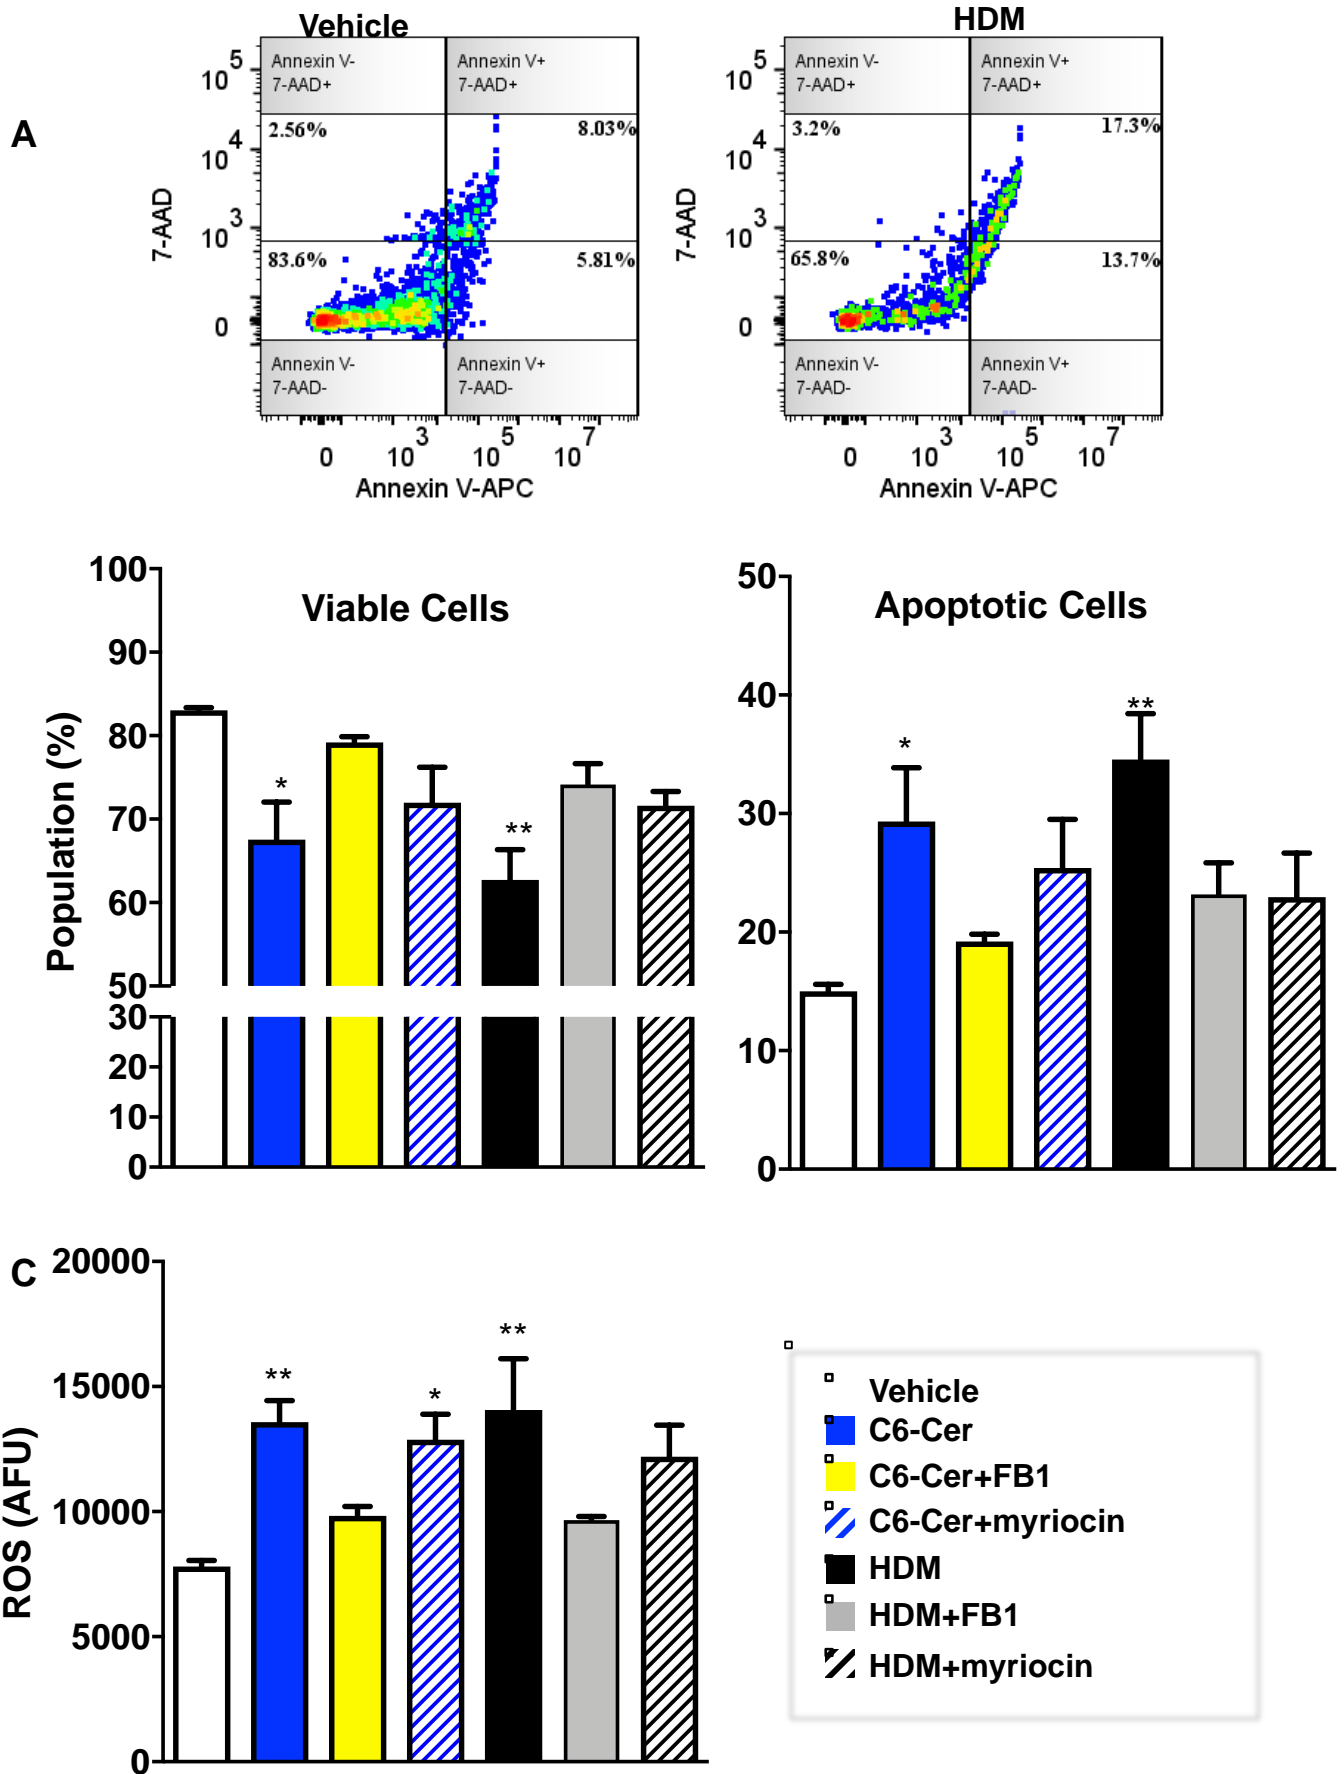 Vehicle
HDM
A
Annexin V-
7-AAD+
Annexin V+
7-AAD+
2.56%
8.03%
83.6%
5.81%
Annexin V-
7-AAD-
Annexin V+
7-AAD-
10^5
10^4
10^3
0
7-AAD
0
10^3
10^5
10^7
Annexin V-APC
Annexin V-
7-AAD+
Annexin V+
7-AAD+
3.2%
17.3%
65.8%
13.7%
Annexin V-
7-AAD-
Annexin V+
7-AAD-
10^5
10^4
10^3
0
7-AAD
0
10^3
10^5
10^7
Annexin V-APC
Viable Cells
Population (%)
100
90
80
70
60
50
30
20
10
0
*
**
Apoptotic Cells
50
40
30
20
10
0
*
**
C
ROS (AFU)
20000
15000
10000
5000
0
**
*
**
Vehicle
C6-Cer
C6-Cer+FB1
C6-Cer+myriocin
HDM
HDM+FB1
HDM+myriocin